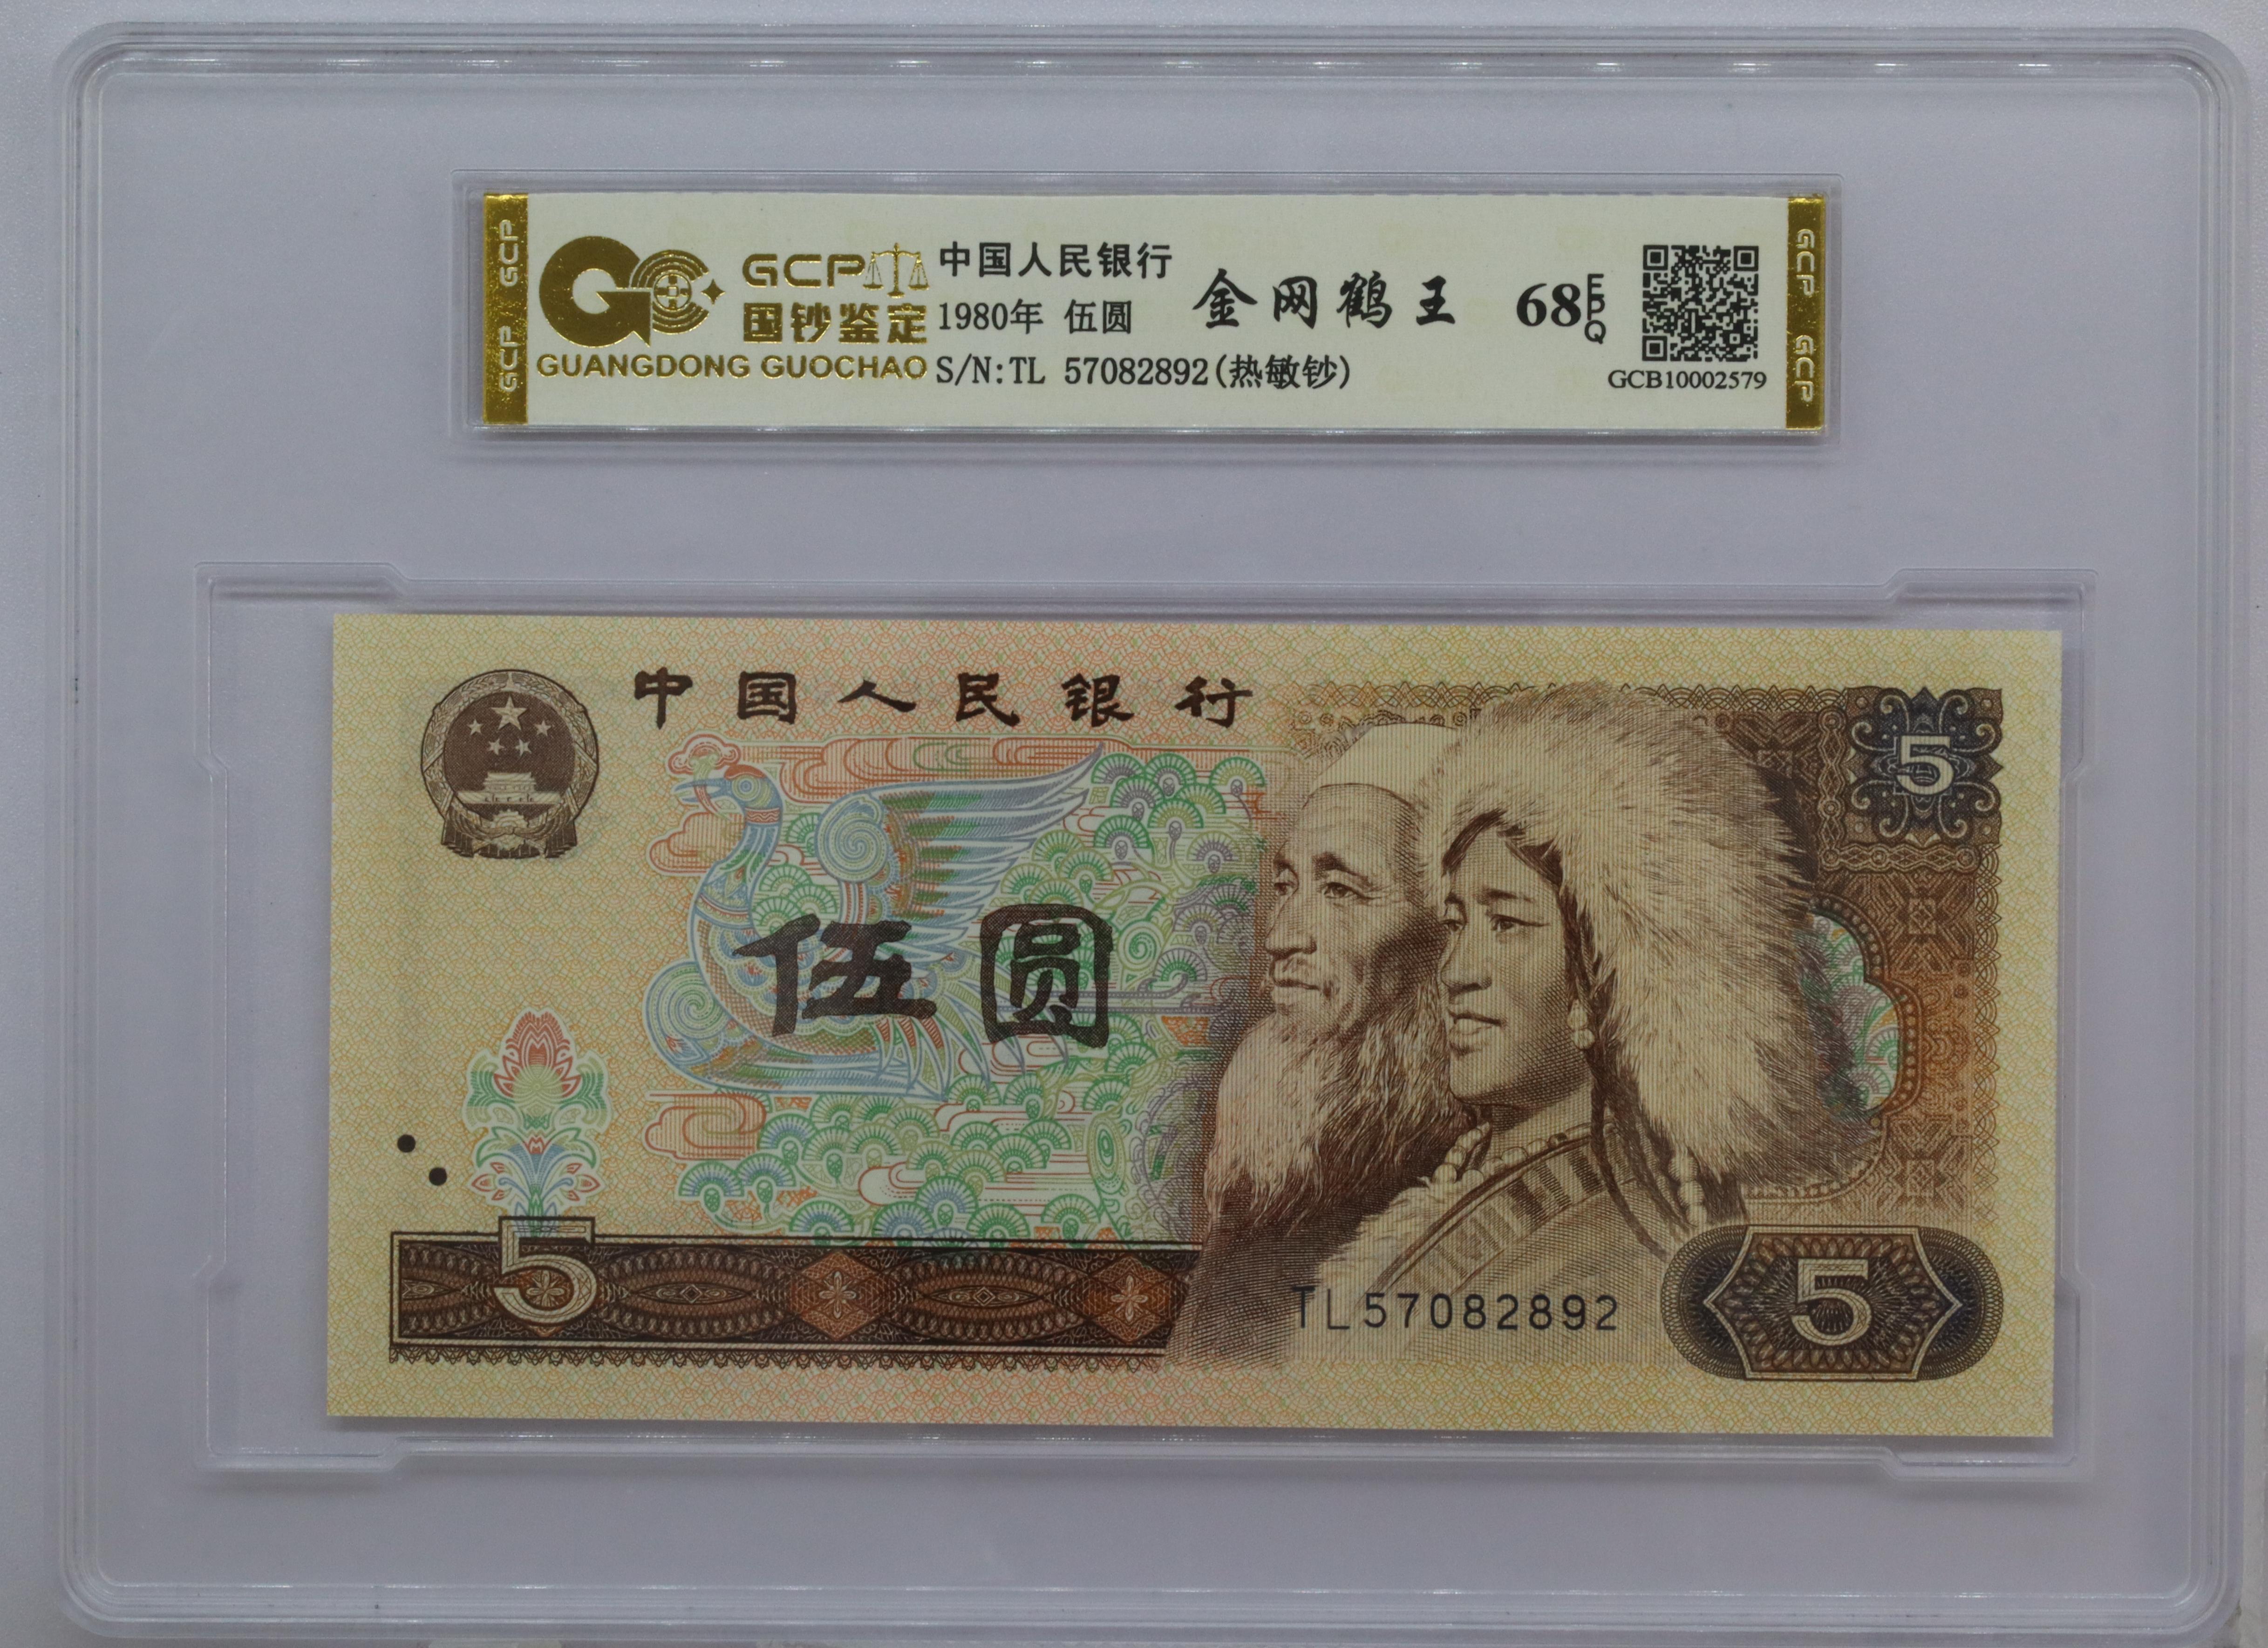 GCP GCP
GCP
国钞鉴定
GUANGDONG GUOCHAO
中国人民银行
1980年 伍圆
S/N:TL 57082892(热敏钞)
金网鹤王
68 EPQ
GCB10002579
GCP GCP
中国人民银行
5
伍圆
5
TL57082892
5